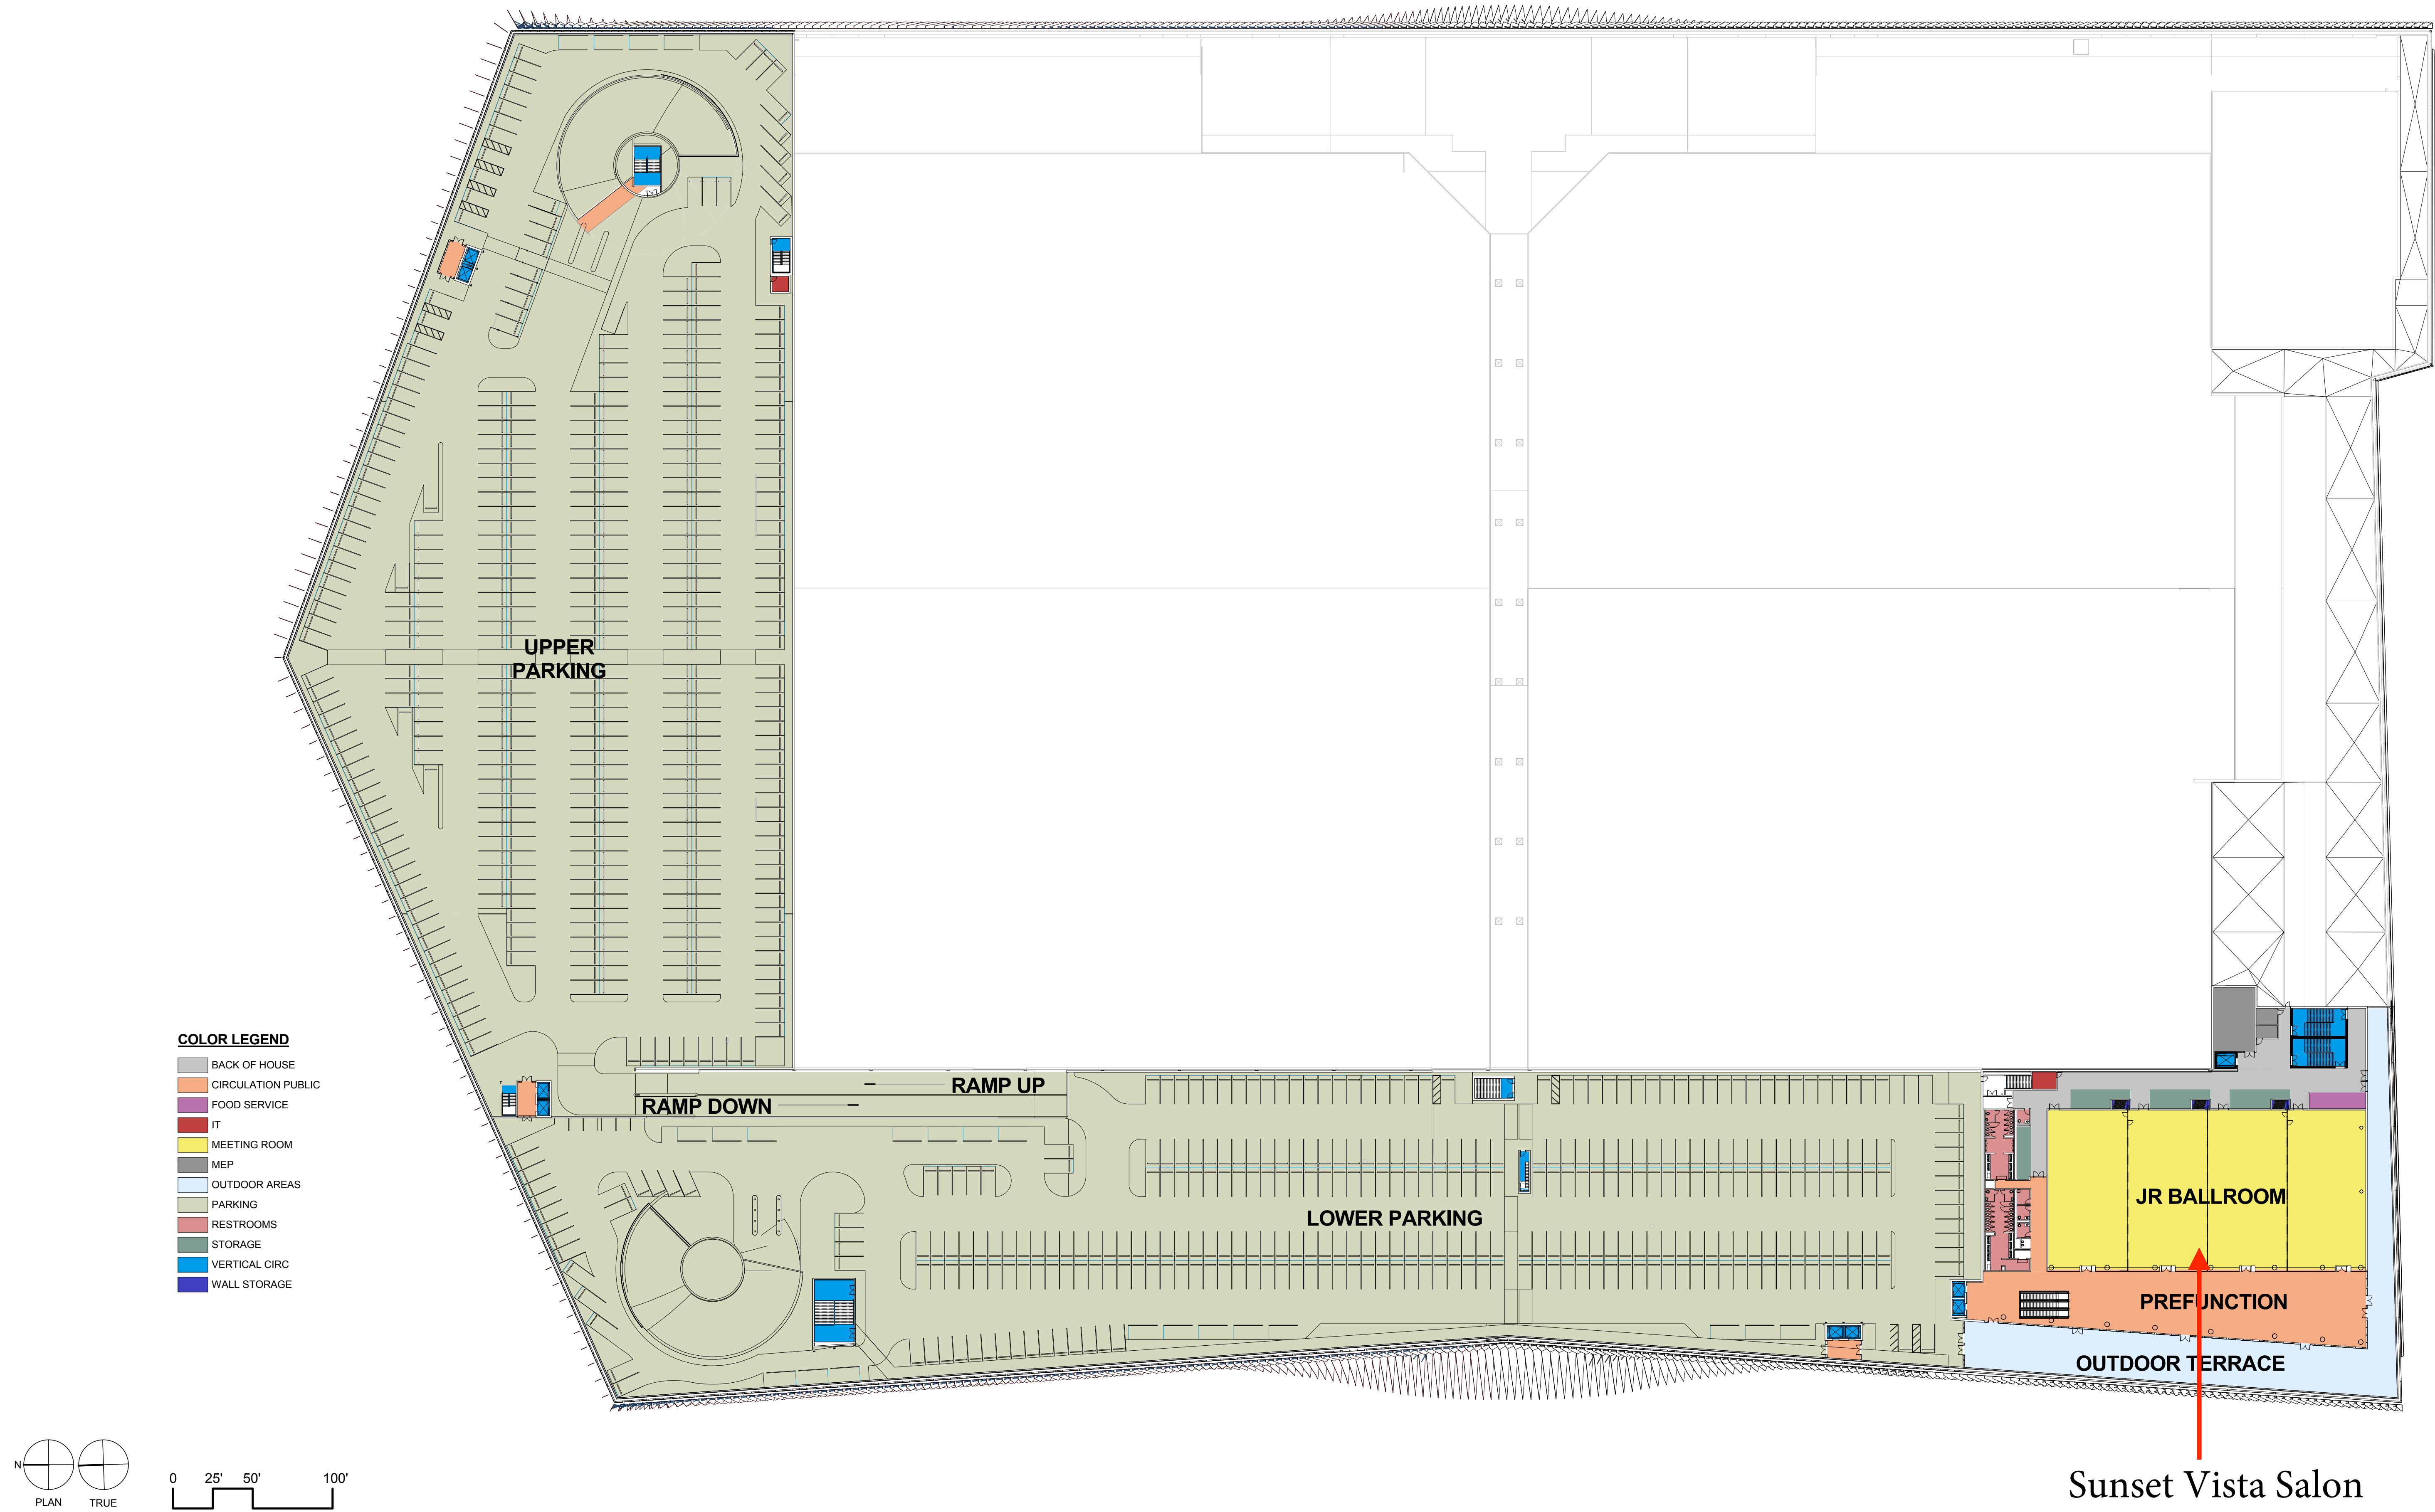 UPPER
PARKING
COLOR LEGEND
BACK OF HOUSE
CIRCULATION PUBLIC
FOOD SERVICE
IT
MEETING ROOM
MEP
OUTDOOR AREAS
PARKING
RESTROOMS
STORAGE
VERTICAL CIRC
WALL STORAGE
RAMP UP
RAMP DOWN
LOWER PARKING
JR BALLROOM
PREFUNCTION
OUTDOOR TERRACE
Sunset Vista Salon
N
PLAN TRUE
0 25' 50' 100'